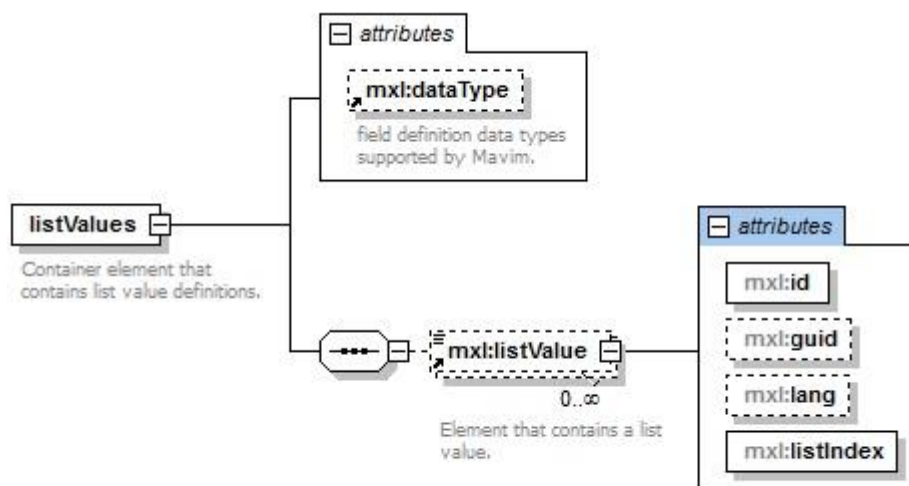 attributes
mxl:dataType
field definition data types
supported by Mavim.
listValues
Container element that
contains list value definitions.
attributes
mxl:id
mxl:guid
mxl:listValue
0..∞
mxl:lang
Element that contains a list
value.
mxl:listIndex